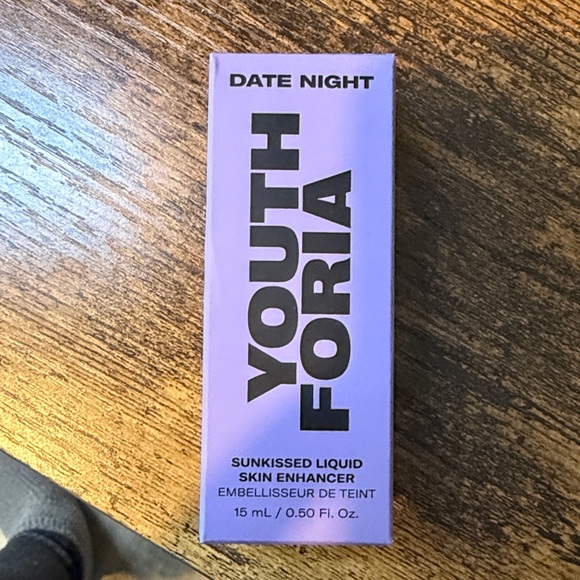 DATE NIGHT
YOUTH
FORIA
SUNKISSED LIQUID
SKIN ENHANCER
EMBELLISSEUR DE TEINT
15 mL / 0.50 Fl. Oz.